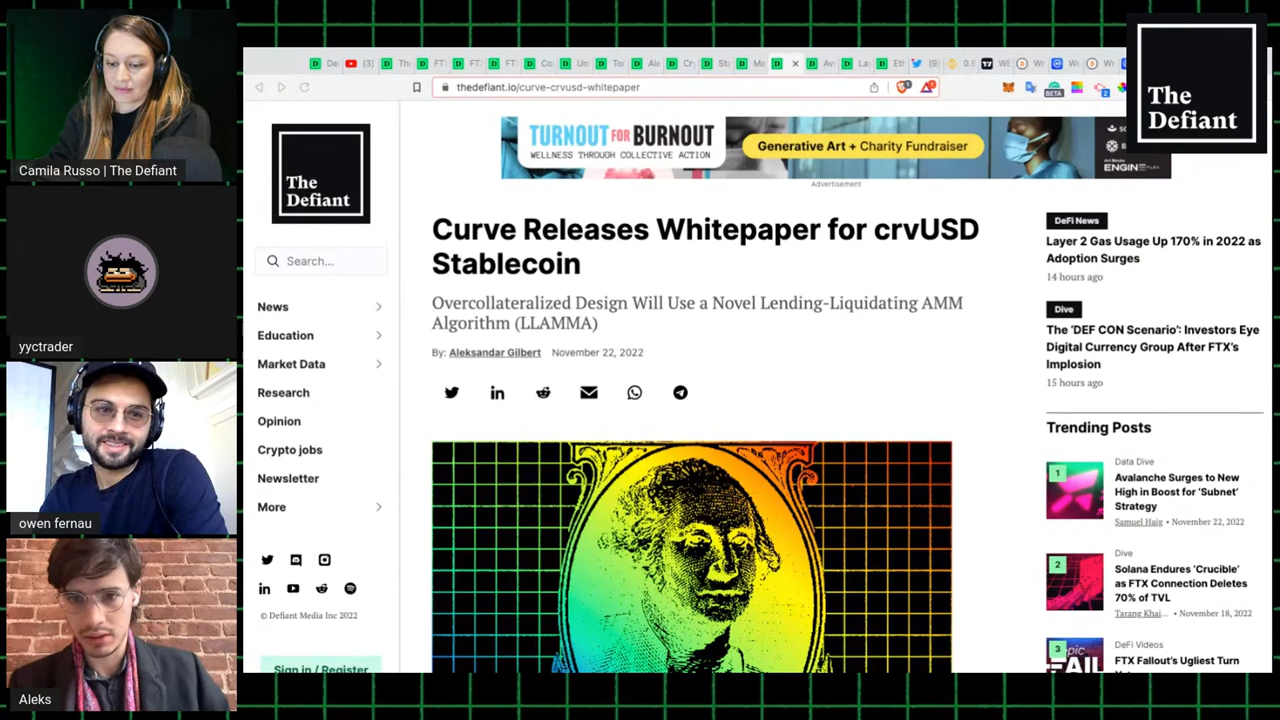 Camila Russo | The Defiant
yyctrader
owen fernau
Aleks
thedefiant.io/curve-crvusd-whitepaper
BETA
The
Defiant
The
Defiant
Search...
News
Education
Market Data
Research
Opinion
Crypto jobs
Newsletter
More
© Defiant Media Inc 2022
Sign in / Register
TURNOUT FOR BURNOUT
WELLNESS THROUGH COLLECTIVE ACTION
Generative Art + Charity Fundraiser
ENGIN
Advertisement
Curve Releases Whitepaper for crvUSD
Stablecoin
Overcollateralized Design Will Use a Novel Lending-Liquidating AMM
Algorithm (LLAMMA)
By: Aleksandar Gilbert November 22, 2022
DeFi News
Layer 2 Gas Usage Up 170% in 2022 as
Adoption Surges
14 hours ago
Dive
The ‘DEF CON Scenario’: Investors Eye
Digital Currency Group After FTX’s
Implosion
15 hours ago
Trending Posts
1
Data Dive
Avalanche Surges to New
High in Boost for ‘Subnet’
Strategy
Samuel Haig • November 22, 2022
2
Dive
Solana Endures ‘Crucible’
as FTX Connection Deletes
70% of TVL
Tarang Khai... • November 18, 2022
3
DeFi Videos
FTX Fallout’s Ugliest Turn